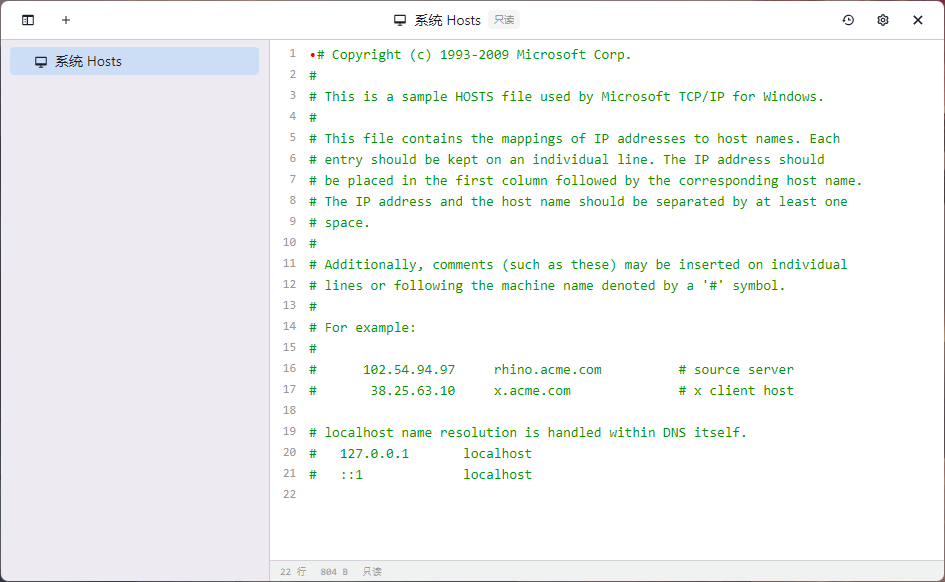 系统 Hosts 只读
系统 Hosts
1 •# Copyright (c) 1993-2009 Microsoft Corp.
2 #
3 # This is a sample HOSTS file used by Microsoft TCP/IP for Windows.
4 #
5 # This file contains the mappings of IP addresses to host names. Each
6 # entry should be kept on an individual line. The IP address should
7 # be placed in the first column followed by the corresponding host name.
8 # The IP address and the host name should be separated by at least one
9 # space.
10 #
11 # Additionally, comments (such as these) may be inserted on individual
12 # lines or following the machine name denoted by a '#' symbol.
13 #
14 # For example:
15 #
16 #      102.54.94.97     rhino.acme.com          # source server
17 #       38.25.63.10     x.acme.com              # x client host
18
19 # localhost name resolution is handled within DNS itself.
20 #   127.0.0.1       localhost
21 #   ::1             localhost
22
22 行 804 B 只读